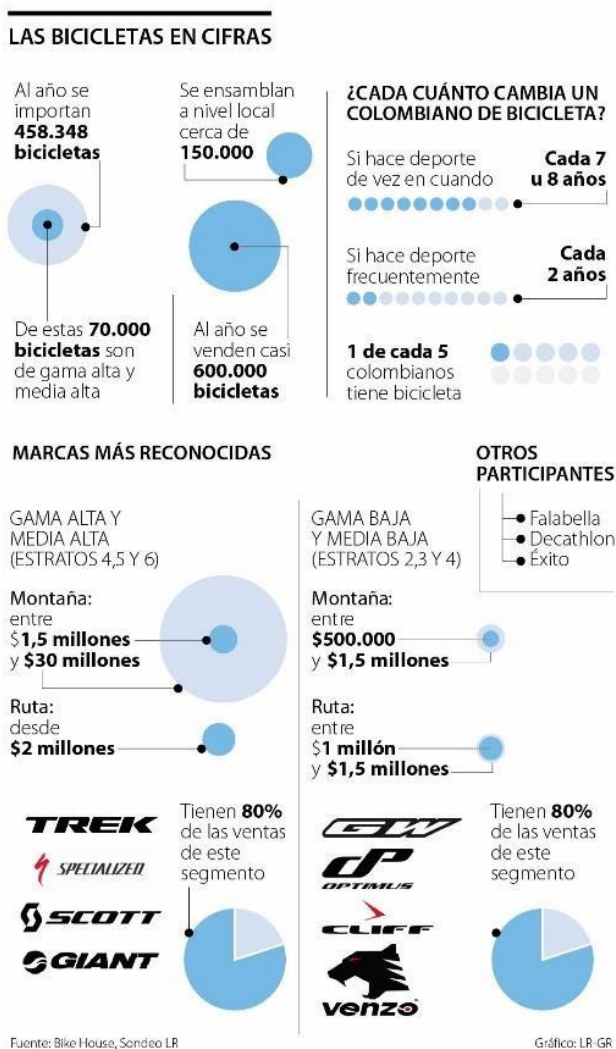 LAS BICICLETAS EN CIFRAS
Al año se
importan
458.348
bicicletas
De estas 70.000
bicicletas son
de gama alta y
media alta
Se ensamblan
a nivel local
cerca de
150.000
Al año se
venden casi
600.000
bicicletas
¿CADA CUÁNTO CAMBIA UN
COLOMBIANO DE BICICLETA?
Si hace deporte
de vez en cuando
Cada 7
u 8 años
Si hace deporte
frecuentemente
Cada
2 años
1 de cada 5
colombianos
tiene bicicleta
MARCAS MÁS RECONOCIDAS
GAMA ALTA Y
MEDIA ALTA
(ESTRATOS 4,5 Y 6)
Montaña:
entre
$1,5 millones
y $30 millones
Ruta:
desde
$2 millones
TREK
SPECIALIZED
SCOTT
GIANT
Tienen 80%
de las ventas
de este
segmento
GAMA BAJA
Y MEDIA BAJA
(ESTRATOS 2,3 Y 4)
Montaña:
entre
$500.000
y $1,5 millones
Ruta:
entre
$1 millón
y $1,5 millones
GW
OPTIMUS
CLIFF
venzo
Tienen 80%
de las ventas
de este
segmento
OTROS
PARTICIPANTES
Falabella
Decathlon
Éxito
Fuente: Bike House, Sondeo LR
Gráfico: LR-GR